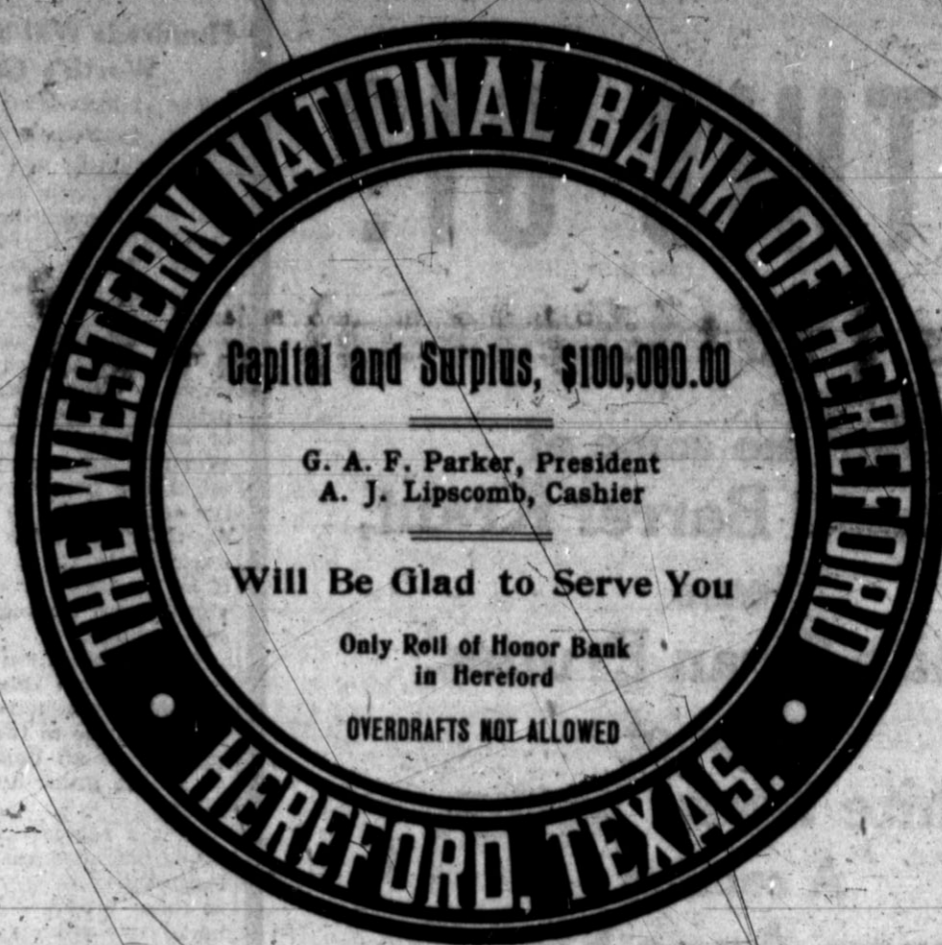 THE WESTERN NATIONAL BANK OF HEREFORD
Capital and Surplus, $100,000.00
G. A. F. Parker, President
A. J. Lipscomb, Cashier
Will Be Glad to Serve You
Only Roll of Honor Bank
in Hereford
OVERDRAFTS NOT ALLOWED
HEREFORD, TEXAS.